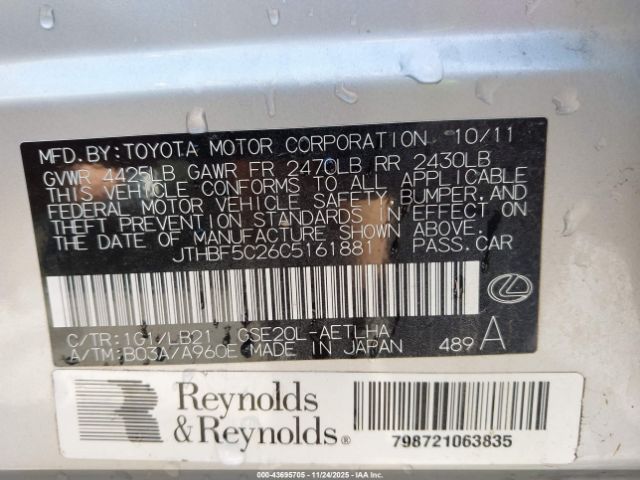 MFD.BY:TOYOTA MOTOR CORPORATION 10/11
GVWR 4425LB GAWR FR 2470LB RR 2430LB
THIS VEHICLE CONFORMS TO ALL APPLICABLE
FEDERAL MOTOR VEHICLE SAFETY, BUMPER, AND
THEFT PREVENTION STANDARDS IN EFFECT ON
THE DATE OF MANUFACTURE SHOWN ABOVE.
JTHBF5C26C5161881 PASS.CAR
C/TR:1G1/LB21 GSE20L-AETLHA
A/TM:B03A/A960E MADE IN JAPAN 489 A
Reynolds
& Reynolds®
798721063835
000-43695705 - 11/24/2025 - IAAI.COM